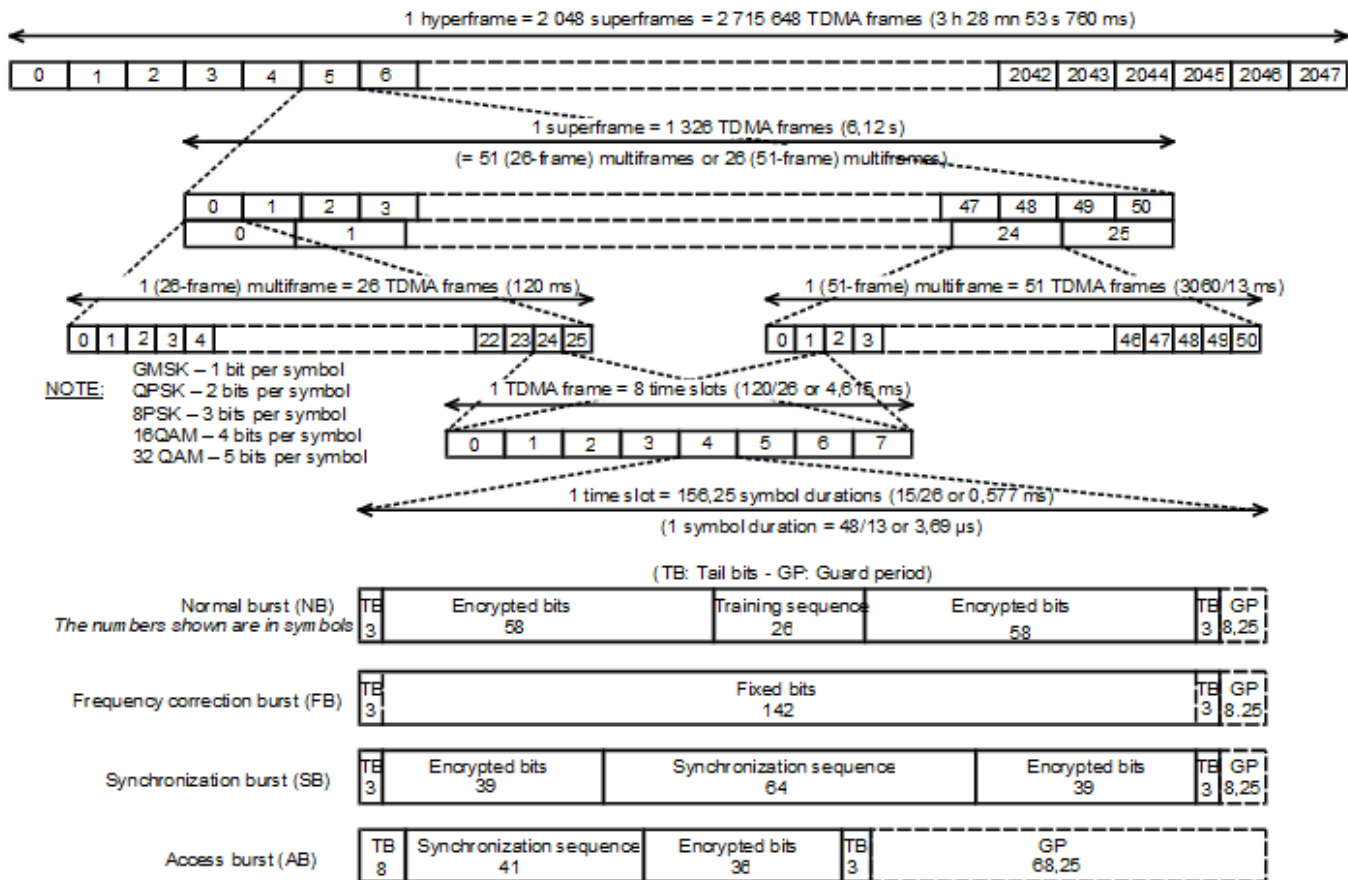 1 hyperframe = 2 048 superframes = 2 715 648 TDMA frames (3 h 28 mn 53 s 760 ms)
0 1 2 3 4 5 6 2042 2043 2044 2045 2046 2047
1 superframe = 1 326 TDMA frames (6,12 s)
(= 51 (26-frame) multiframes or 26 (51-frame) multiframes)
0 1 2 3 47 48 49 50
0 1 24 25
1 (26-frame) multiframe = 26 TDMA frames (120 ms)
1 (51-frame) multiframe = 51 TDMA frames (3060/13 ms)
0 1 2 3 4 22 23 24 25
0 1 2 3 46 47 48 49 50
NOTE:
GMSK – 1 bit per symbol
QPSK – 2 bits per symbol
8PSK – 3 bits per symbol
16QAM – 4 bits per symbol
32 QAM – 5 bits per symbol
1 TDMA frame = 8 time slots (120/26 or 4,615 ms)
0 1 2 3 4 5 6 7
1 time slot = 156,25 symbol durations (15/26 or 0,577 ms)
(1 symbol duration = 48/13 or 3,69 µs)
(TB: Tail bits - GP: Guard period)
Normal burst (NB)
The numbers shown are in symbols
TB Encrypted bits Training sequence Encrypted bits TB GP
3 58 26 58 3 8,25
Frequency correction burst (FB)
TB Fixed bits TB GP
3 142 3 8.25
Synchronization burst (SB)
TB Encrypted bits Synchronization sequence Encrypted bits TB GP
3 39 64 39 3 8,25
Access burst (AB)
TB Synchronization sequence Encrypted bits TB GP
8 41 36 3 68,25